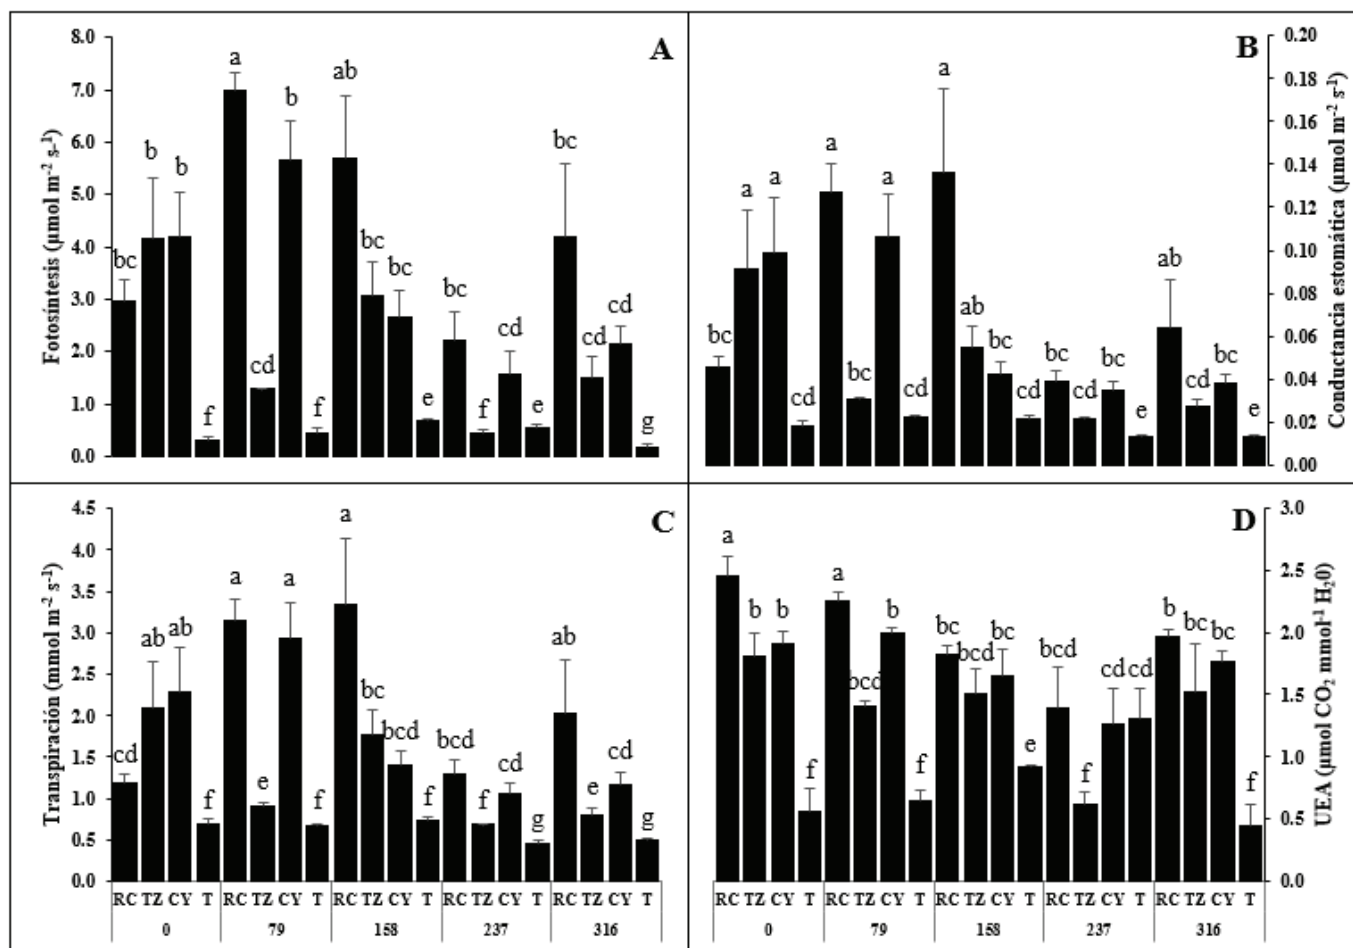 A
8.0
7.0
6.0
5.0
4.0
3.0
2.0
1.0
0.0
Fotosíntesis (µmol m⁻² s⁻¹)
bc b b f
a cd b f
ab bc bc e
bc f cd e
bc cd cd g
B
0.20
0.18
0.16
0.14
0.12
0.10
0.08
0.06
0.04
0.02
0.00
Conductancia estomática (µmol m⁻² s⁻¹)
bc a a cd
a bc a cd
a ab bc cd
bc cd bc e
ab cd bc e
C
4.5
4.0
3.5
3.0
2.5
2.0
1.5
1.0
0.5
0.0
Transpiración (mmol m⁻² s⁻¹)
cd ab ab f
a e a f
a bc bcd f
bcd f cd g
ab e cd g
RC TZ CY T RC TZ CY T RC TZ CY T RC TZ CY T RC TZ CY T
0 79 158 237 316
D
3.0
2.5
2.0
1.5
1.0
0.5
0.0
UEA (µmol CO₂ mmol⁻¹ H₂0)
a b b f
a bcd b f
bc bcd bc e
bcd f cd cd
b bc bc f
RC TZ CY T RC TZ CY T RC TZ CY T RC TZ CY T RC TZ CY T
0 79 158 237 316